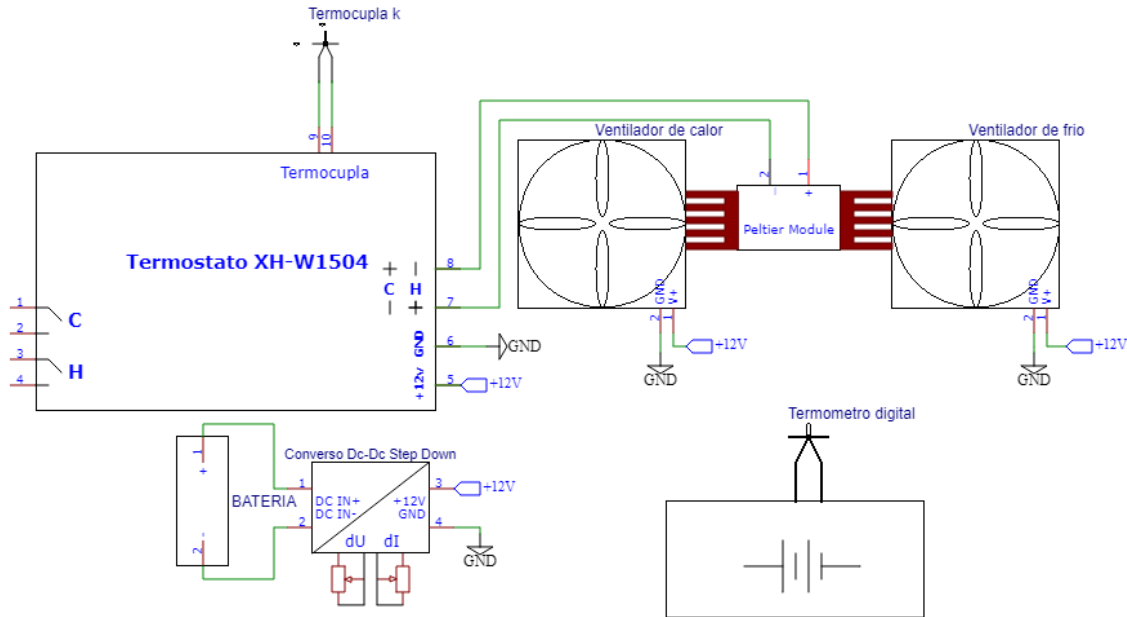 Termocupla k
9
10
Termocupla
Termostato XH-W1504
+ −
C H
− +
8
7
GND
6
GND
+12v
5
+12V
1
2
C
3
4
H
Ventilador de calor
Ventilador de frio
2
1
−
+
Peltier Module
GND
V+
2
1
+12V
GND
GND
V+
2
1
+12V
GND
BATERIA
1
+
-
2
Converso Dc-Dc Step Down
1
DC IN+
2
DC IN-
+12V
3
+12V
GND
4
GND
dU
dI
Termometro digital